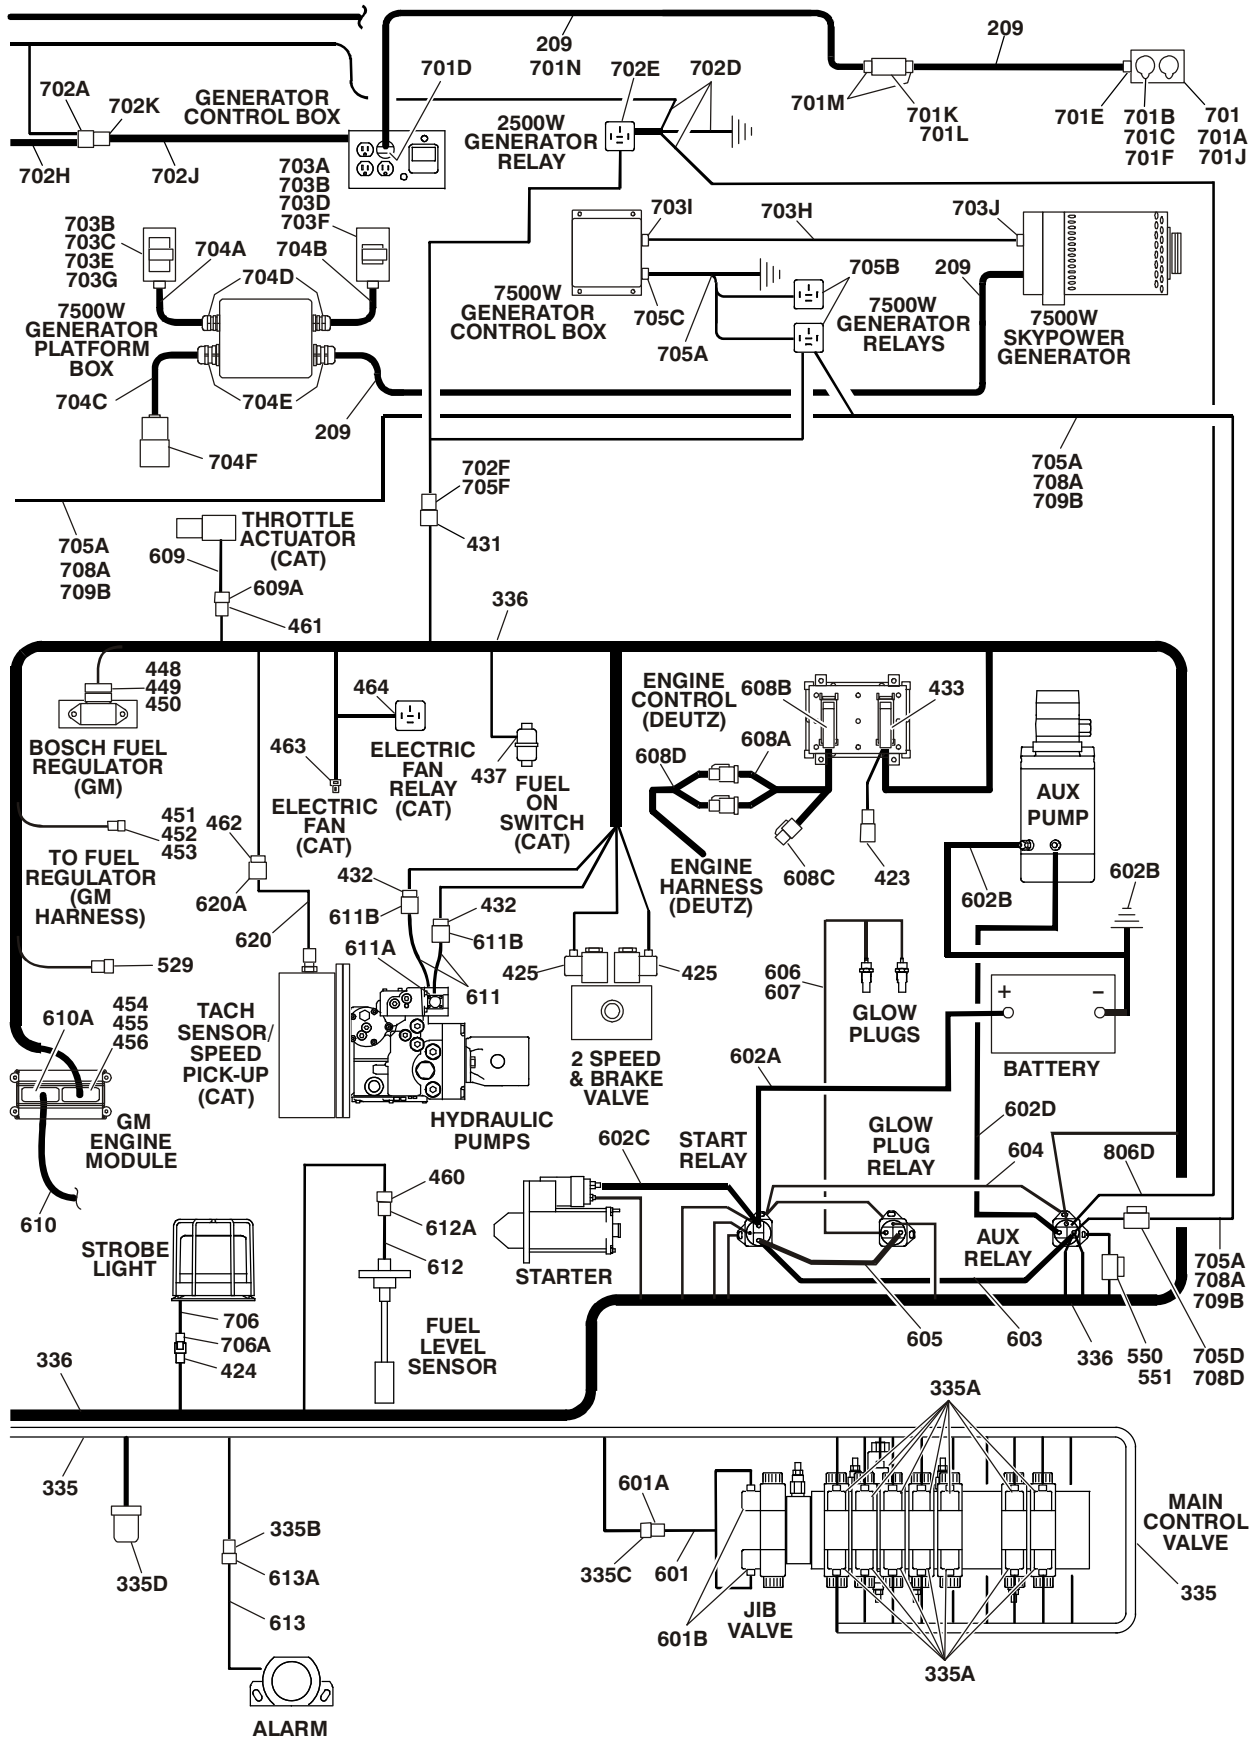 209
701N
209
702A
702K
GENERATOR
CONTROL BOX
701D
702E
702D
2500W
GENERATOR
RELAY
701M
701K
701L
701E
701B
701C
701F
701
701A
701J
702H
702J
703A
703B
703D
703F
703B
703C
703E
703G
704A
704B
704D
703I
703H
703J
705B
209
7500W
GENERATOR
PLATFORM
BOX
7500W
GENERATOR
CONTROL BOX
705C
705A
7500W
GENERATOR
RELAYS
7500W
SKYPOWER
GENERATOR
704C
704E
209
704F
702F
705F
431
705A
708A
709B
705A
708A
709B
THROTTLE
ACTUATOR
(CAT)
609
609A
461
336
448
449
450
BOSCH FUEL
REGULATOR
(GM)
464
463
ELECTRIC
FAN
RELAY
(CAT)
ELECTRIC
FAN
(CAT)
437
FUEL
ON
SWITCH
(CAT)
ENGINE
CONTROL
(DEUTZ)
608B
433
608D
608A
608C
423
ENGINE
HARNESS
(DEUTZ)
AUX
PUMP
602B
602B
451
452
453
TO FUEL
REGULATOR
(GM
HARNESS)
462
620A
620
432
611B
432
611B
611A
611
425
425
2 SPEED
& BRAKE
VALVE
529
606
607
GLOW
PLUGS
+
−
BATTERY
610A
454
455
456
TACH
SENSOR/
SPEED
PICK-UP
(CAT)
HYDRAULIC
PUMPS
GM
ENGINE
MODULE
610
602A
602D
602C
START
RELAY
GLOW
PLUG
RELAY
604
806D
460
612A
612
STARTER
AUX
RELAY
STROBE
LIGHT
706
706A
424
FUEL
LEVEL
SENSOR
705A
708A
709B
605
603
336
550
551
705D
708D
336
335
335A
335D
335B
613A
613
601A
335C
601
601B
JIB
VALVE
MAIN
CONTROL
VALVE
335
335A
ALARM